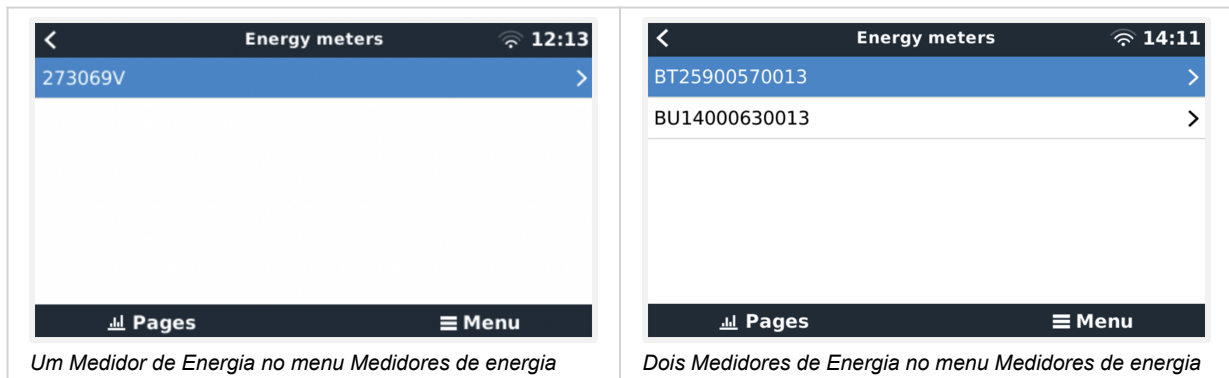 Energy meters 12:13
273069V
Pages Menu
Um Medidor de Energia no menu Medidores de energia
Energy meters 14:11
BT25900570013
BU14000630013
Pages Menu
Dois Medidores de Energia no menu Medidores de energia